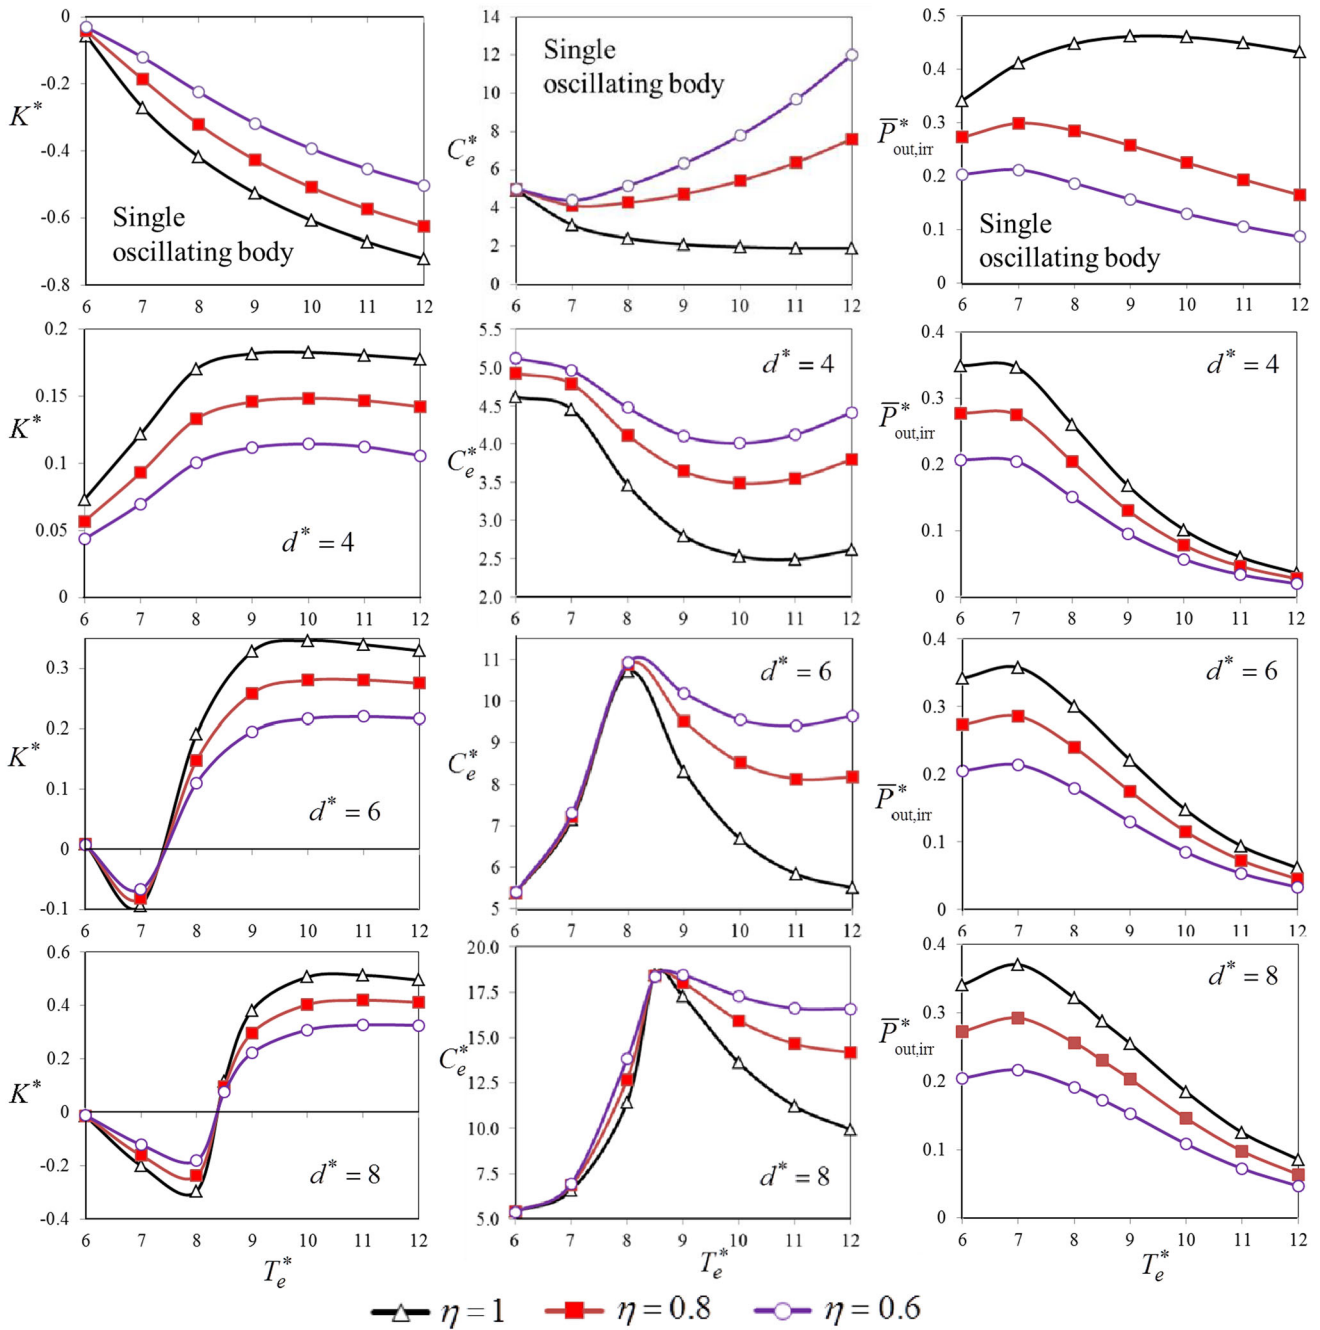 0
-0.2
-0.4
-0.6
-0.8
K*
Single
oscillating body
6 7 8 9 10 11 12
14
12
10
8
6
4
2
0
C_e*
Single
oscillating body
6 7 8 9 10 11 12
0.5
0.4
0.3
0.2
0.1
0
P̅*out,irr
Single
oscillating body
6 7 8 9 10 11 12
0.2
0.15
0.1
0.05
0
K*
d* = 4
6 7 8 9 10 11 12
5.5
5.0
4.5
4.0
3.5
3.0
2.5
2.0
C_e*
d* = 4
6 7 8 9 10 11 12
0.4
0.3
0.2
0.1
0
P̅*out,irr
d* = 4
6 7 8 9 10 11 12
0.3
0.2
0.1
0
-0.1
K*
d* = 6
6 7 8 9 10 11 12
11
10
9
8
7
6
5
C_e*
d* = 6
6 7 8 9 10 11 12
0.4
0.3
0.2
0.1
0
P̅*out,irr
d* = 6
6 7 8 9 10 11 12
0.6
0.4
0.2
0
-0.2
-0.4
K*
d* = 8
6 7 8 9 10 11 12
T_e*
20.0
17.5
15.0
12.5
10.0
7.5
5.0
C_e*
d* = 8
6 7 8 9 10 11 12
T_e*
0.4
0.3
0.2
0.1
0
P̅*out,irr
d* = 8
6 7 8 9 10 11 12
T_e*
η = 1 η = 0.8 η = 0.6